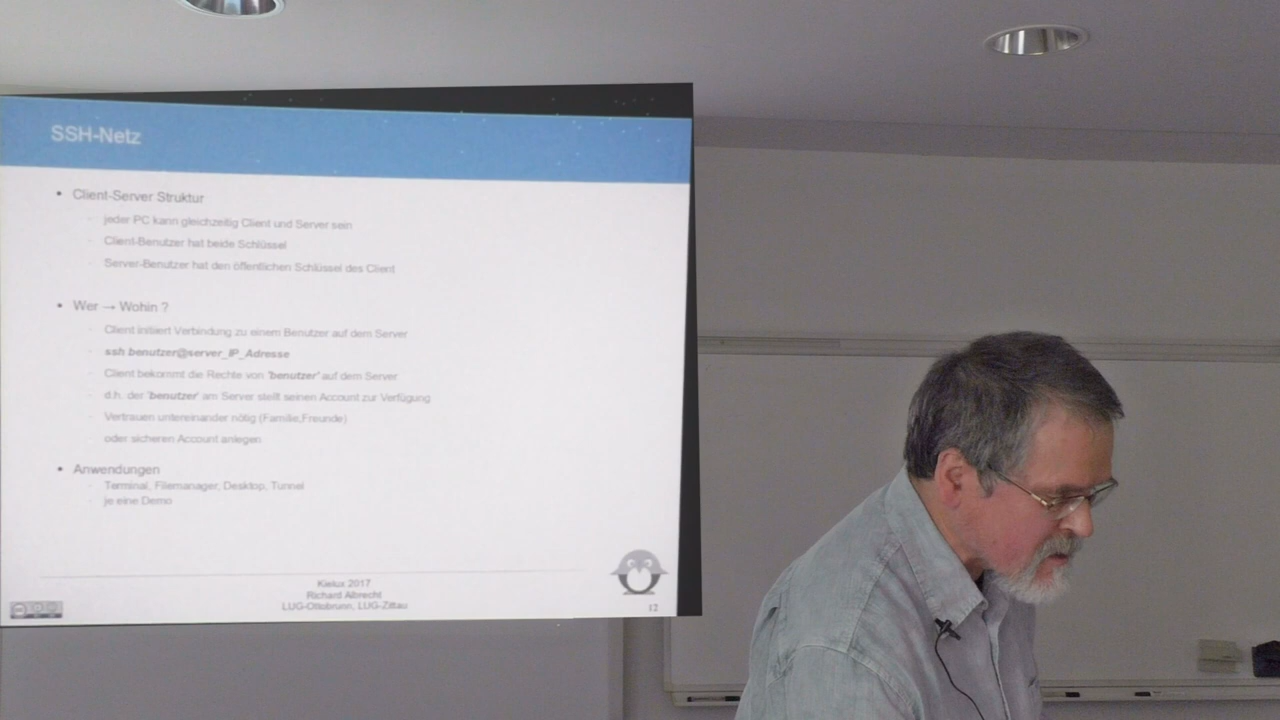 SSH-Netz
Client-Server Struktur
jeder PC kann gleichzeitig Client und Server sein
Client-Benutzer hat beide Schlüssel
Server-Benutzer hat den öffentlichen Schlüssel des Client
Wer → Wohin ?
Client initiiert Verbindung zu einem Benutzer auf dem Server
ssh benutzer@server_IP_Adresse
Client bekommt die Rechte von 'benutzer' auf dem Server
d.h. der 'benutzer' am Server stellt seinen Account zur Verfügung
Vertrauen untereinander nötig (Familie,Freunde)
oder sicheren Account anlegen
Anwendungen
Terminal, Filemanager, Desktop, Tunnel
je eine Demo
Kielux 2017
Richard Albrecht
LUG-Ottobrunn, LUG-Zittau
12